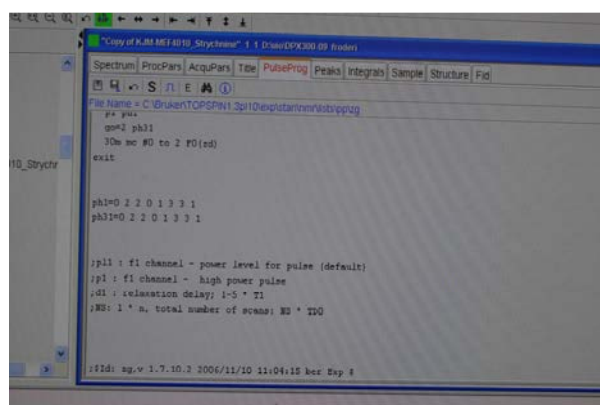 "Copy of KJM-MEF4010_Strychnine" 1 1 D:\sio\DPX300-09 froderi
Spectrum ProcPars AcquPars Title PulseProg Peaks Integrals Sample Structure Fid
S E
File Name = C:\Bruker\TOPSPIN1.3pl10\exp\stan\nmr\lists\pp\zg
go=2 ph31
30m mc #0 to 2 F0(zd)
exit
ph1=0 2 2 0 1 3 3 1
ph31=0 2 2 0 1 3 3 1
10_Strychr
;pl1 : f1 channel - power level for pulse (default)
;p1 : f1 channel - high power pulse
;d1 : relaxation delay; 1-5 * T1
;NS: 1 * n, total number of scans: NS * TD0
;$Id: zg,v 1.7.10.2 2006/11/10 11:04:15 ber Exp $